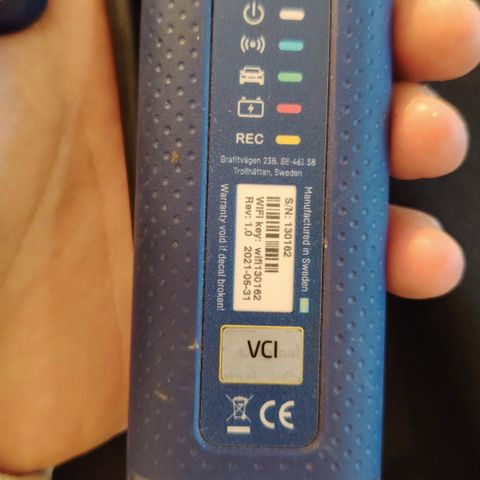 REC
Grafitvägen 23B, SE-461 38
Trollhättan, Sweden
Manufactured in Sweden
S/N: 130162
WiFi key: wifi130162
Rev: 1.0 2021-05-31
Warranty void if decal broken!
VCI
CE